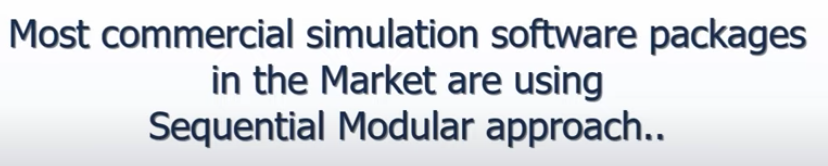 Most commercial simulation software packages
in the Market are using
Sequential Modular approach..